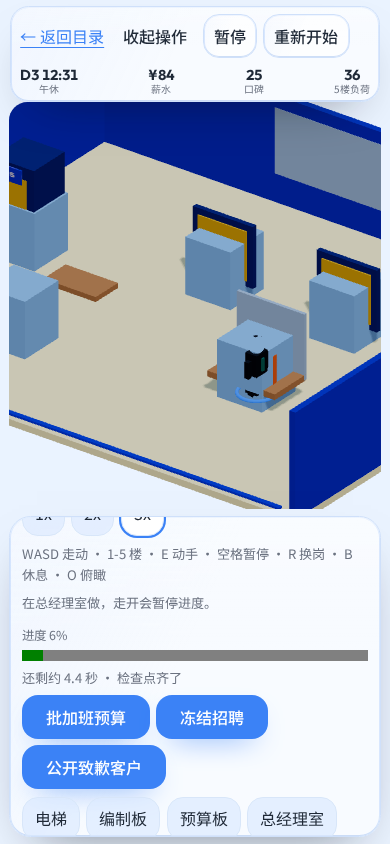 ← 返回目录 收起操作 暂停 重新开始
D3 12:31 ¥84 25 36
午休 薪水 口碑 5楼负荷
1x 2x 3x
WASD 走动 • 1-5 楼 • E 动手 • 空格暂停 • R 换岗 • B
休息 • O 俯瞰
在总经理室做，走开会暂停进度。
进度 6%
还剩约 4.4 秒 • 检查点齐了
批加班预算 冻结招聘
公开致歉客户
电梯 编制板 预算板 总经理室